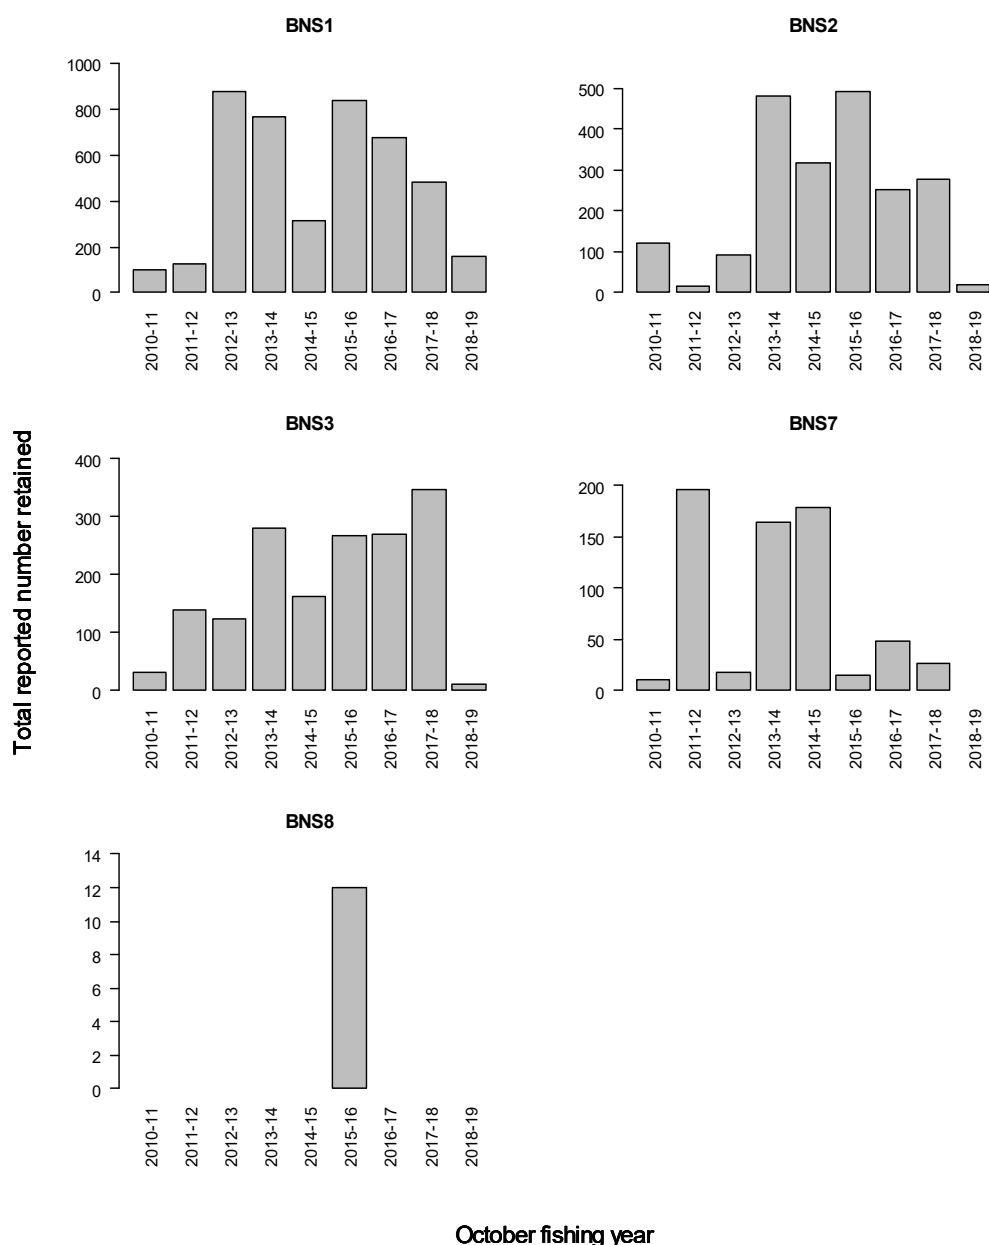 BNS1
1000
800
600
400
200
0
2010-11 2011-12 2012-13 2013-14 2014-15 2015-16 2016-17 2017-18 2018-19
BNS2
500
400
300
200
100
0
2010-11 2011-12 2012-13 2013-14 2014-15 2015-16 2016-17 2017-18 2018-19
Total reported number retained
BNS3
400
300
200
100
0
2010-11 2011-12 2012-13 2013-14 2014-15 2015-16 2016-17 2017-18 2018-19
BNS7
200
150
100
50
0
2010-11 2011-12 2012-13 2013-14 2014-15 2015-16 2016-17 2017-18 2018-19
BNS8
14
12
10
8
6
4
2
0
2010-11 2011-12 2012-13 2013-14 2014-15 2015-16 2016-17 2017-18 2018-19
October fishing year